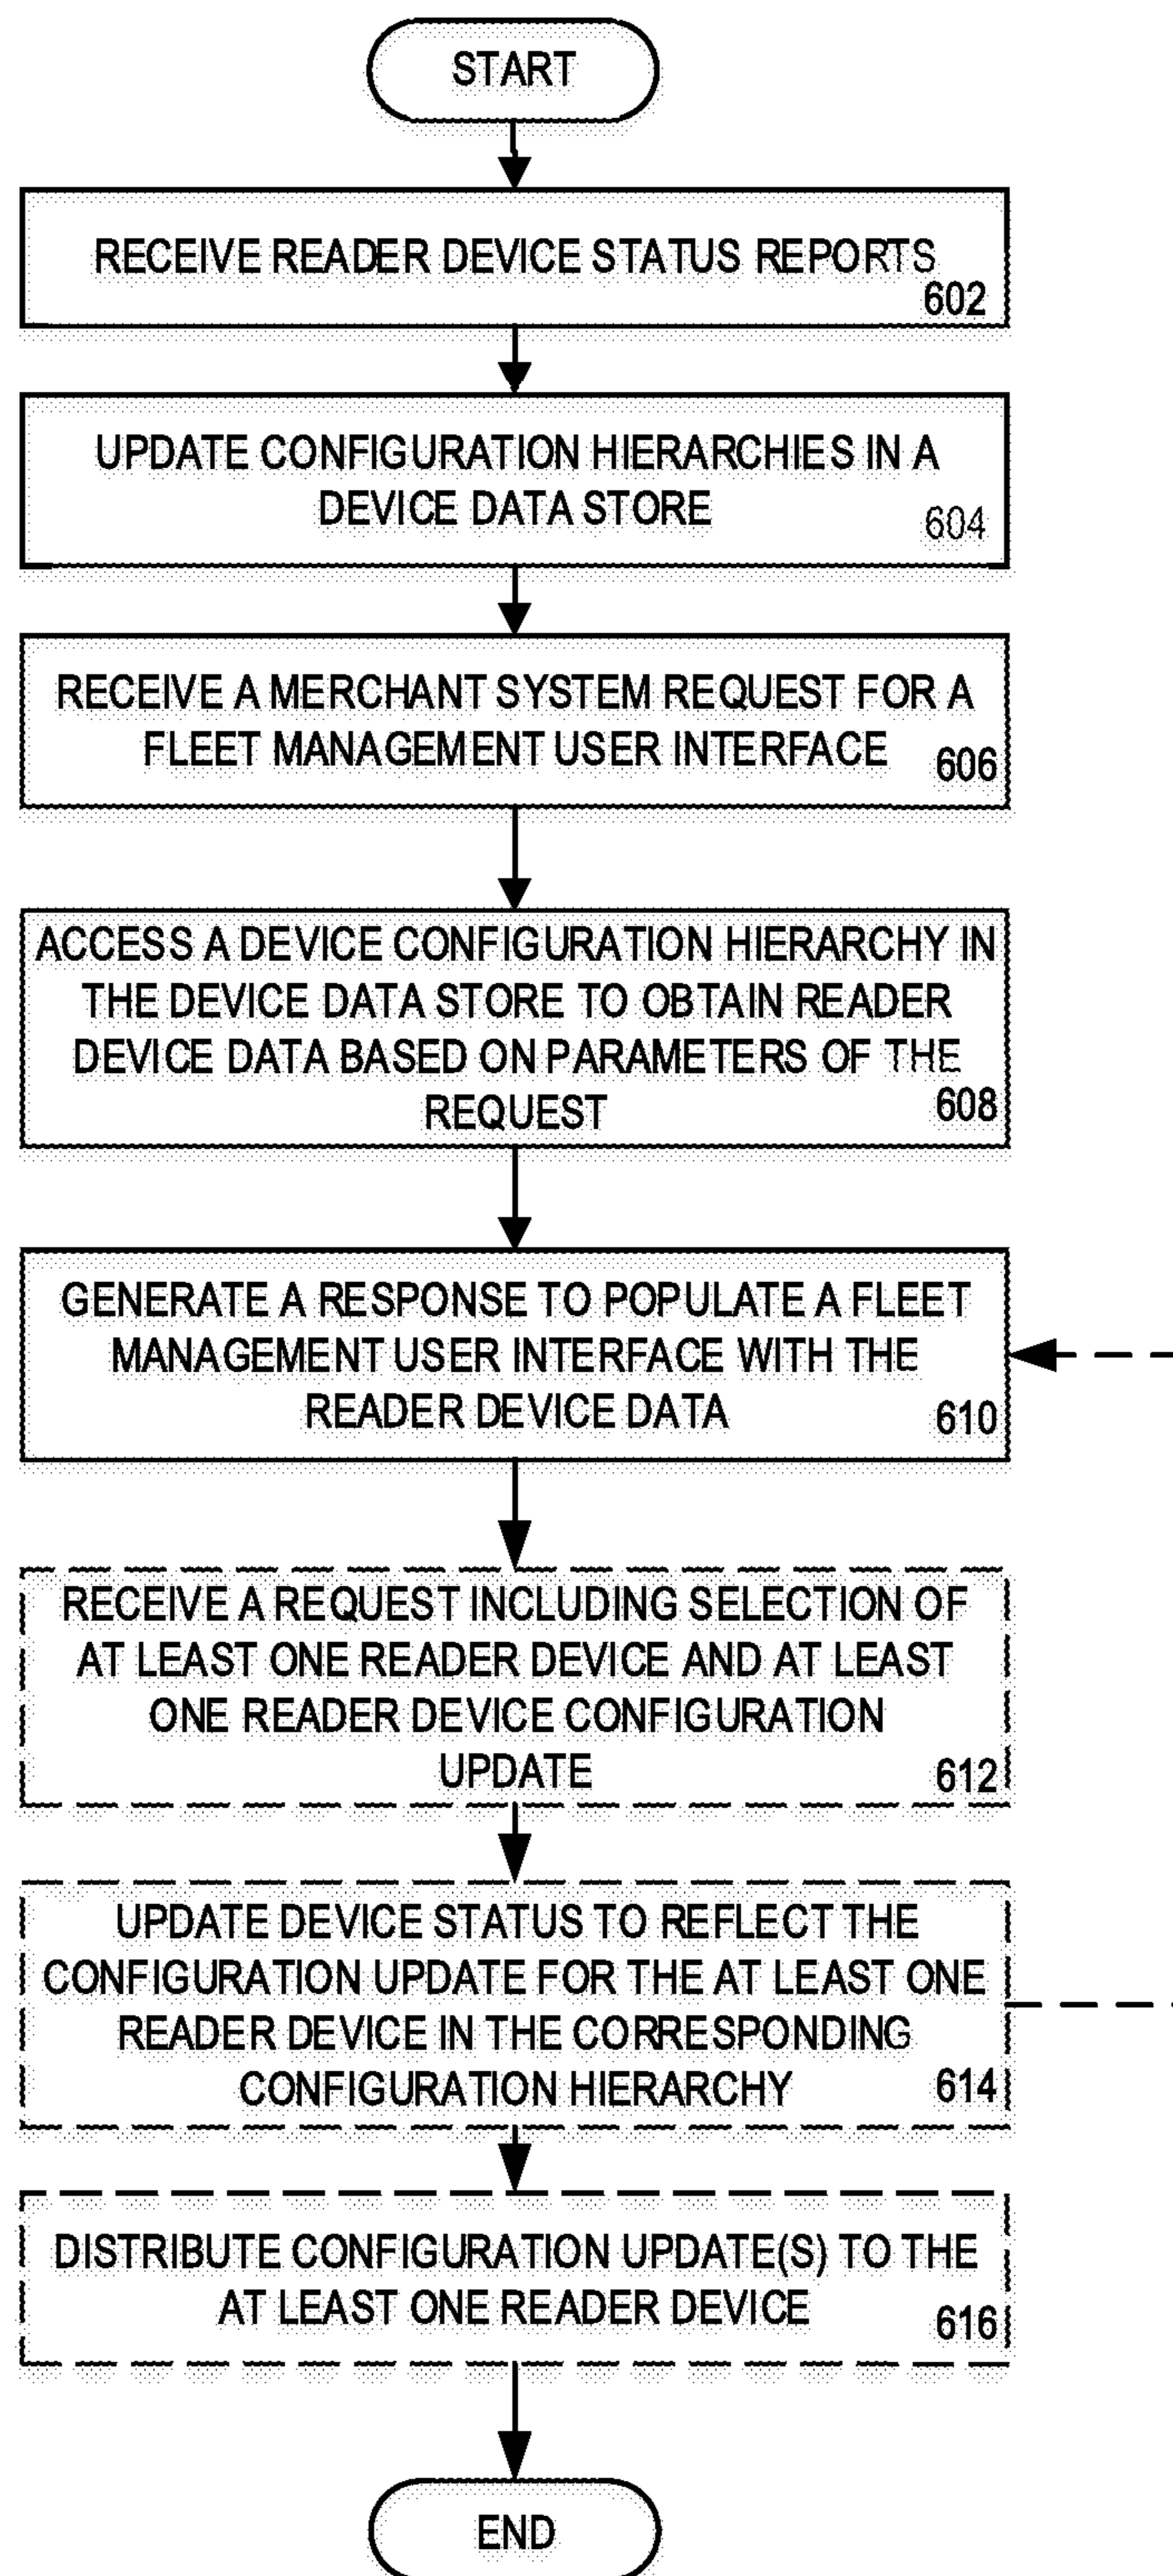 START
RECEIVE READER DEVICE STATUS REPORTS
602
UPDATE CONFIGURATION HIERARCHIES IN A
DEVICE DATA STORE
604
RECEIVE A MERCHANT SYSTEM REQUEST FOR A
FLEET MANAGEMENT USER INTERFACE
606
ACCESS A DEVICE CONFIGURATION HIERARCHY IN
THE DEVICE DATA STORE TO OBTAIN READER
DEVICE DATA BASED ON PARAMETERS OF THE
REQUEST
608
GENERATE A RESPONSE TO POPULATE A FLEET
MANAGEMENT USER INTERFACE WITH THE
READER DEVICE DATA
610
RECEIVE A REQUEST INCLUDING SELECTION OF
AT LEAST ONE READER DEVICE AND AT LEAST
ONE READER DEVICE CONFIGURATION
UPDATE
612
UPDATE DEVICE STATUS TO REFLECT THE
CONFIGURATION UPDATE FOR THE AT LEAST ONE
READER DEVICE IN THE CORRESPONDING
CONFIGURATION HIERARCHY
614
DISTRIBUTE CONFIGURATION UPDATE(S) TO THE
AT LEAST ONE READER DEVICE
616
END